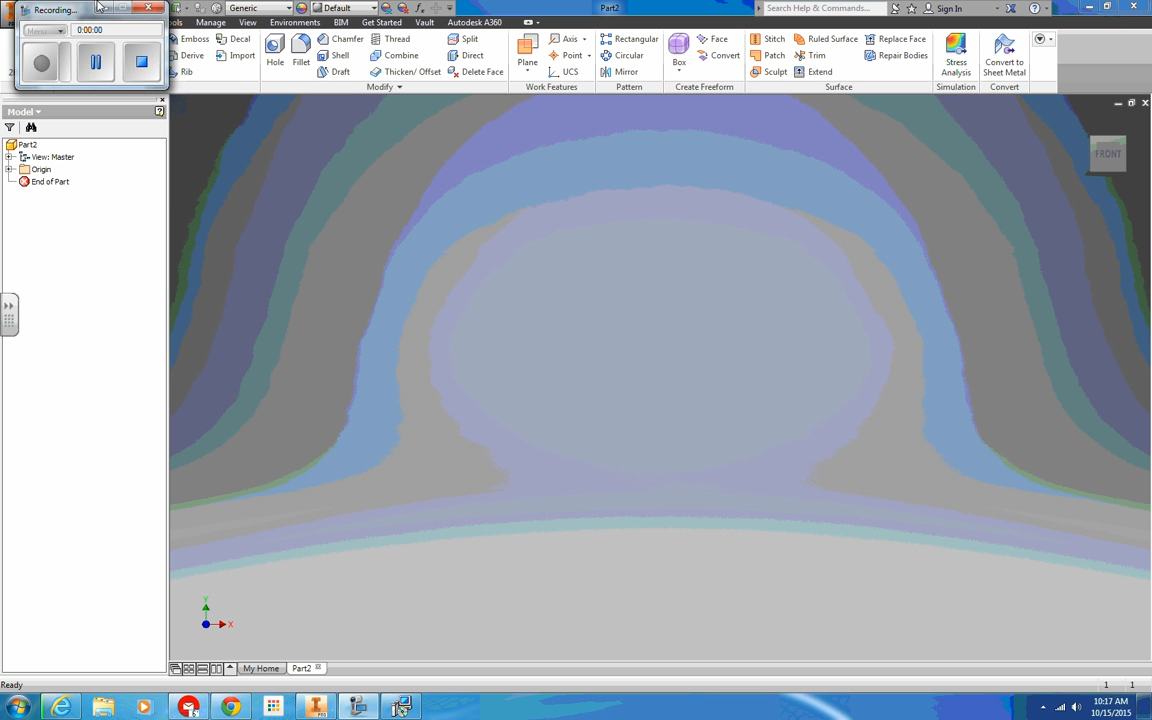 Recording...
Menu
0:00:00
Generic
Default
Part2
Search Help & Commands...
Sign In
Manage View Environments BIM Get Started Vault Autodesk A360
Emboss Decal
Derive Import
Rib
Hole
Fillet
Chamfer Thread Split
Shell Combine Direct
Draft Thicken/ Offset Delete Face
Modify
Plane
Axis
Point
UCS
Work Features
Rectangular
Circular
Mirror
Pattern
Box
Face
Convert
Create Freeform
Stitch Ruled Surface Replace Face
Patch Trim Repair Bodies
Sculpt Extend
Surface
Stress
Analysis
Simulation
Convert to
Sheet Metal
Convert
Model
Part2
View: Master
Origin
End of Part
FRONT
Y
X
My Home
Part2
Ready
1 1
PRO
10:17 AM
10/15/2015